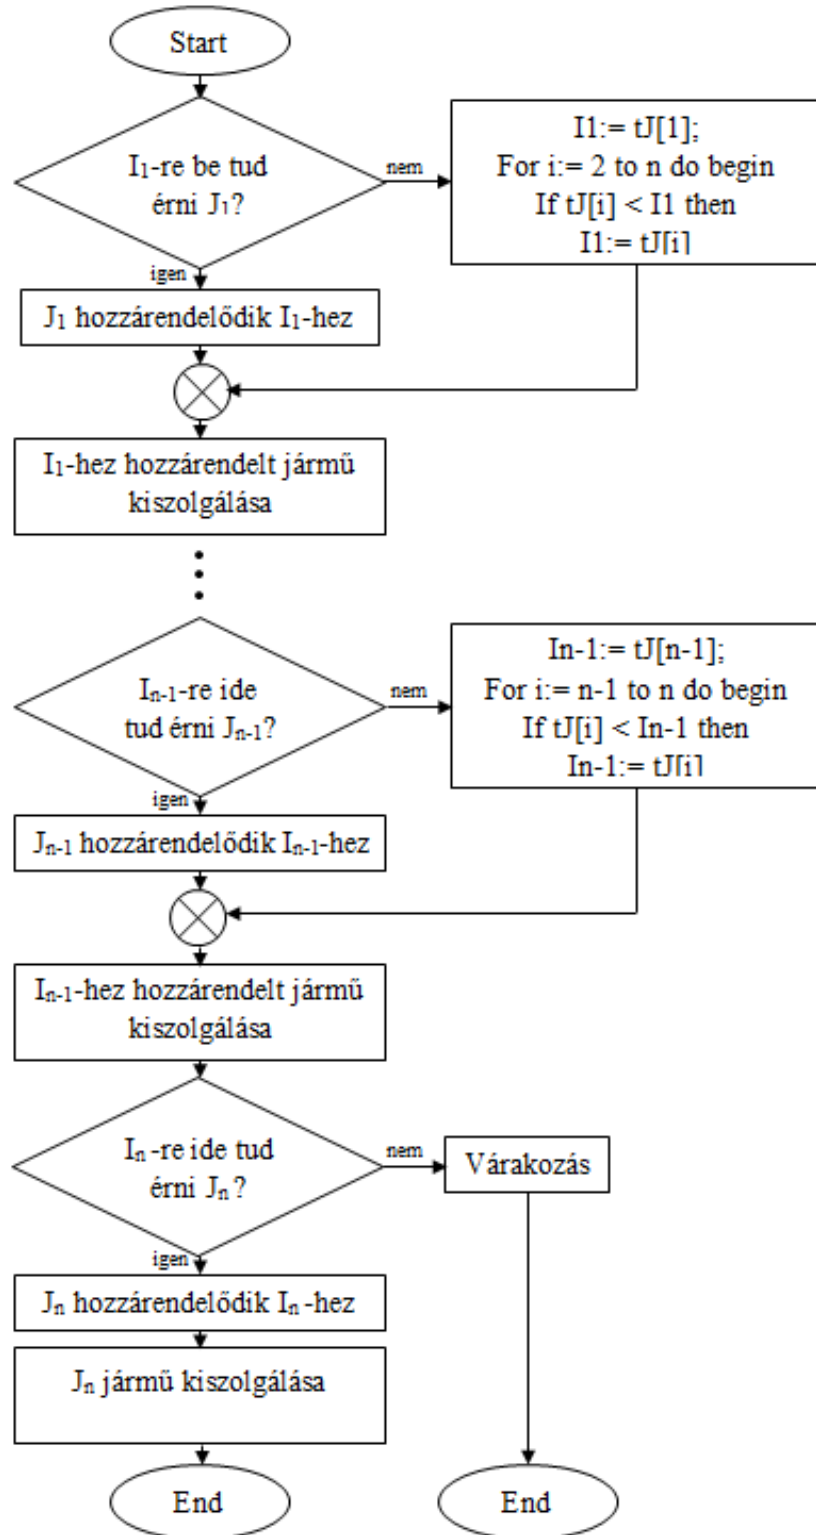 Start
I₁-re be tud
érni J₁?
nem
I1:= tJ[1];
For i:= 2 to n do begin
If tJ[i] < I1 then
I1:= tJ[i]
igen
J₁ hozzárendelődik I₁-hez
I₁-hez hozzárendelt jármű
kiszolgálása
Iₙ₋₁-re ide
tud érni Jₙ₋₁?
nem
In-1:= tJ[n-1];
For i:= n-1 to n do begin
If tJ[i] < In-1 then
In-1:= tJ[i]
igen
Jₙ₋₁ hozzárendelődik Iₙ₋₁-hez
Iₙ₋₁-hez hozzárendelt jármű
kiszolgálása
Iₙ -re ide tud
érni Jₙ ?
nem
Várakozás
igen
Jₙ hozzárendelődik Iₙ -hez
Jₙ jármű kiszolgálása
End
End